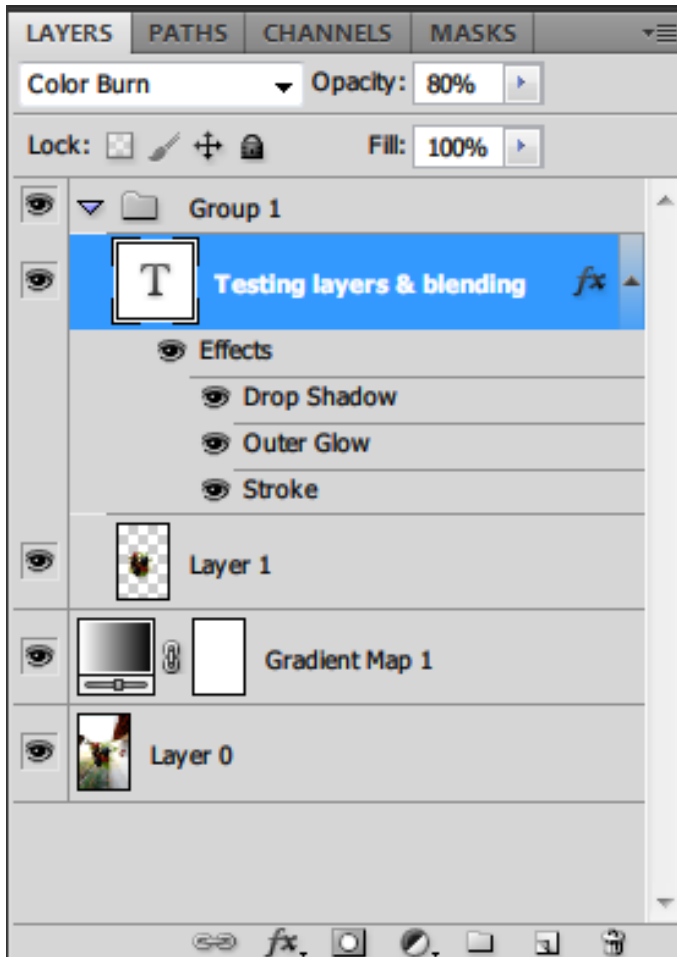 LAYERS PATHS CHANNELS MASKS
Color Burn Opacity: 80%
Lock: Fill: 100%
Group 1
T Testing layers & blending fx
Effects
Drop Shadow
Outer Glow
Stroke
Layer 1
Gradient Map 1
Layer 0
fx.